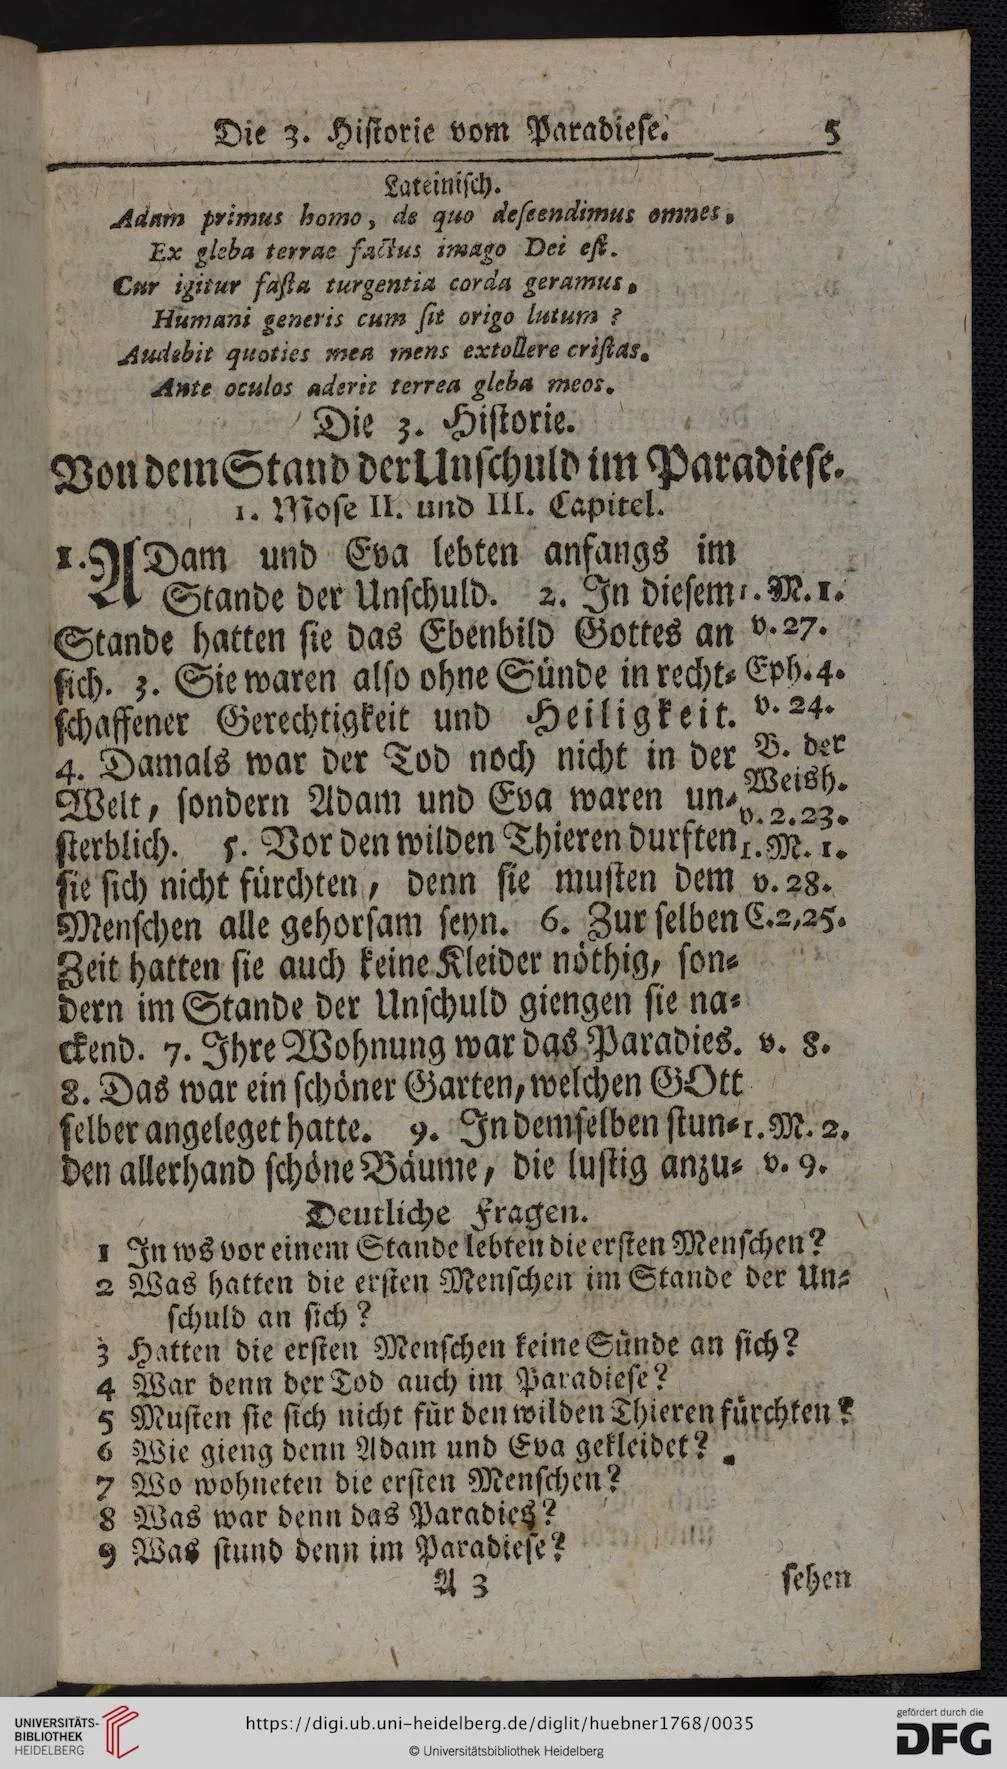 Die 3. Historie vom Paradiese. 5
Lateinisch.
Adam primus homo, de quo deſeendimus omnes,
Ex gleba terrae factus imago Dei eſt.
Cur igitur faſta turgentia corda geramus,
Humani generis cum ſit origo lutum?
Audebit quoties mea mens extollere criſtas,
Ante oculos aderit terrea gleba meos.
Die 3. Hiſtorie.
Von dem Stand der Unſchuld im Paradieſe.
1. Moſe II. und III. Capitel.
1. ADam und Eva lebten anfangs im
Stande der Unſchuld. 2. In dieſem 1. M. 1.
Stande hatten ſie das Ebenbild Gottes an v. 27.
ſich. 3. Sie waren alſo ohne Sünde in recht⸗ Eph. 4.
ſchaffener Gerechtigkeit und Heiligkeit. v. 24.
4. Damals war der Tod noch nicht in der B. der
Welt, ſondern Adam und Eva waren un⸗ Weish.
ſterblich. 5. Vor den wilden Thieren durften v. 2. 23.
1. M. 1.
ſie ſich nicht fürchten, denn ſie muſten dem v. 28.
Menſchen alle gehorſam ſeyn. 6. Zur ſelben C. 2, 25.
Zeit hatten ſie auch keine Kleider nöthig, ſon⸗
dern im Stande der Unſchuld giengen ſie na⸗
ckend. 7. Ihre Wohnung war das Paradies. v. 8.
8. Das war ein ſchöner Garten, welchen GOtt
ſelber angeleget hatte. 9. In demſelben ſtun⸗ 1. M. 2.
den allerhand ſchöne Bäume, die luſtig anzu⸗ v. 9.
Deutliche Fragen.
1 In ws vor einem Stande lebten die erſten Menſchen?
2 Was hatten die erſten Menſchen im Stande der Un⸗
ſchuld an ſich?
3 Hatten die erſten Menſchen keine Sünde an ſich?
4 War denn der Tod auch im Paradieſe?
5 Muſten ſie ſich nicht für den wilden Thieren fürchten?
6 Wie gieng denn Adam und Eva gekleidet?
7 Wo wohneten die erſten Menſchen?
8 Was war denn das Paradies?
9 Was ſtund denn im Paradieſe?
A 3 ſehen
UNIVERSITÄTS-
BIBLIOTHEK
HEIDELBERG
https://digi.ub.uni-heidelberg.de/diglit/huebner1768/0035
© Universitätsbibliothek Heidelberg
gefördert durch die
DFG